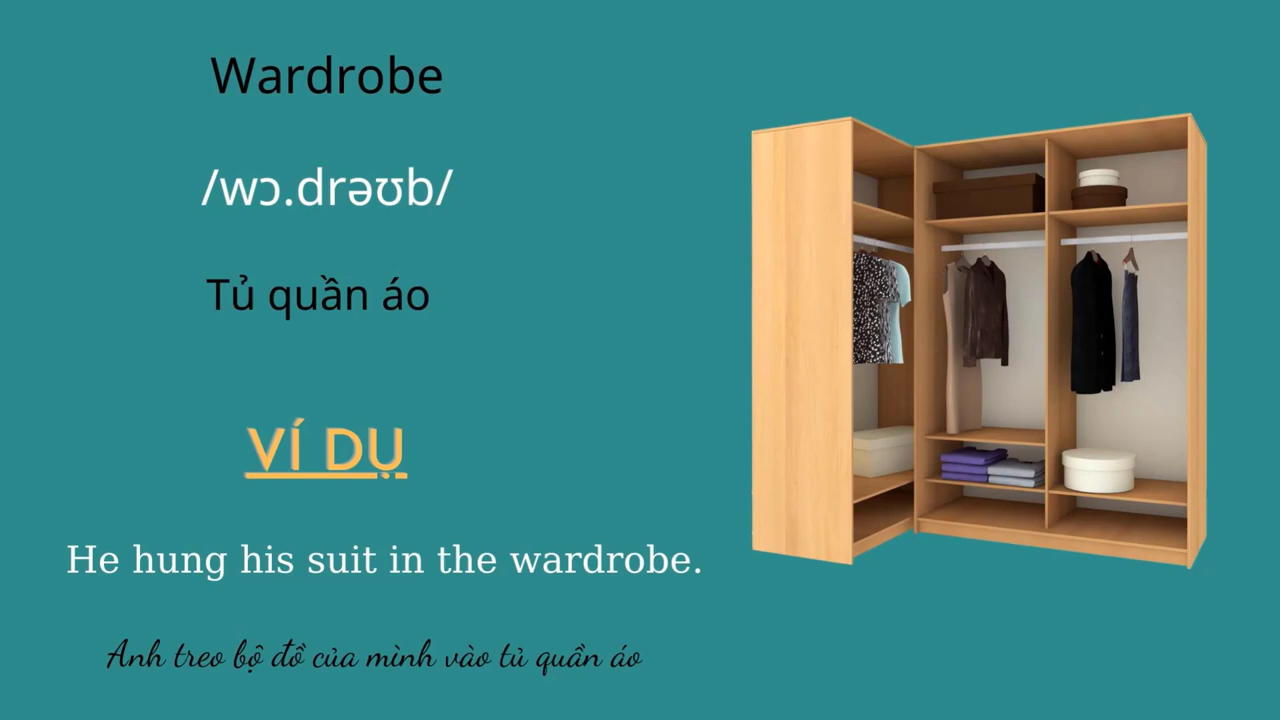 Wardrobe
/wɔ.drəʊb/
Tủ quần áo
VÍ DỤ
He hung his suit in the wardrobe.
Anh treo bộ đồ của mình vào tủ quần áo